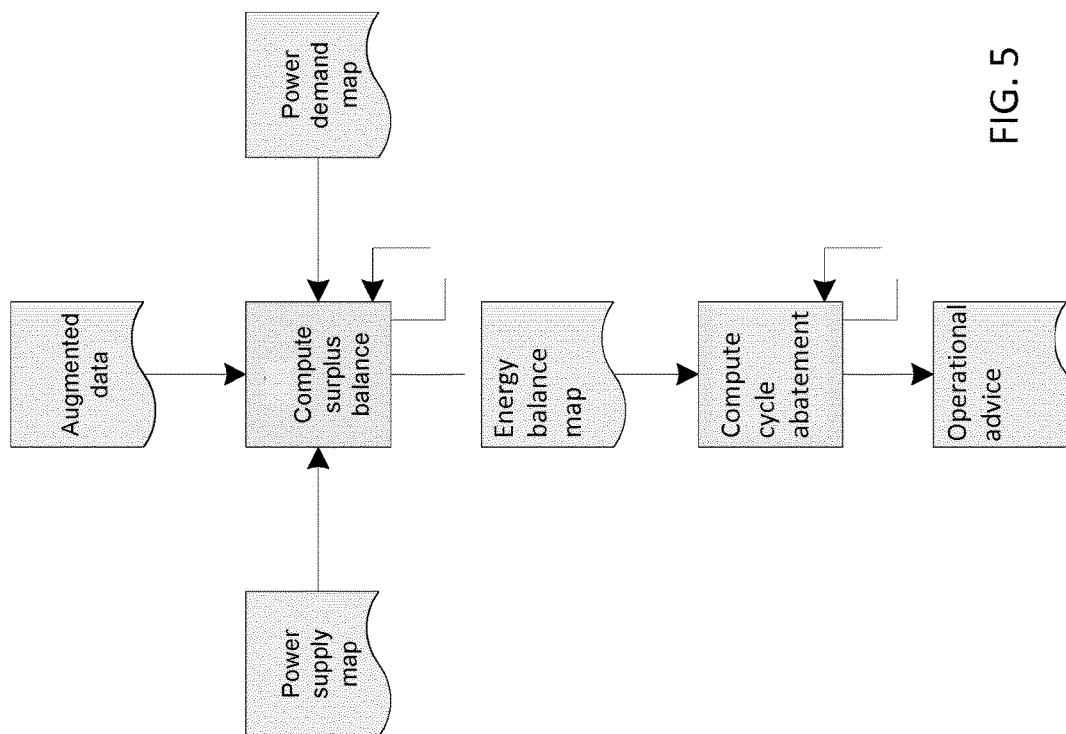 Augmented
data
Power
supply
map
Compute
surplus
balance
Power
demand
map
Energy
balance
map
Compute
cycle
abatement
Operational
advice
FIG. 5